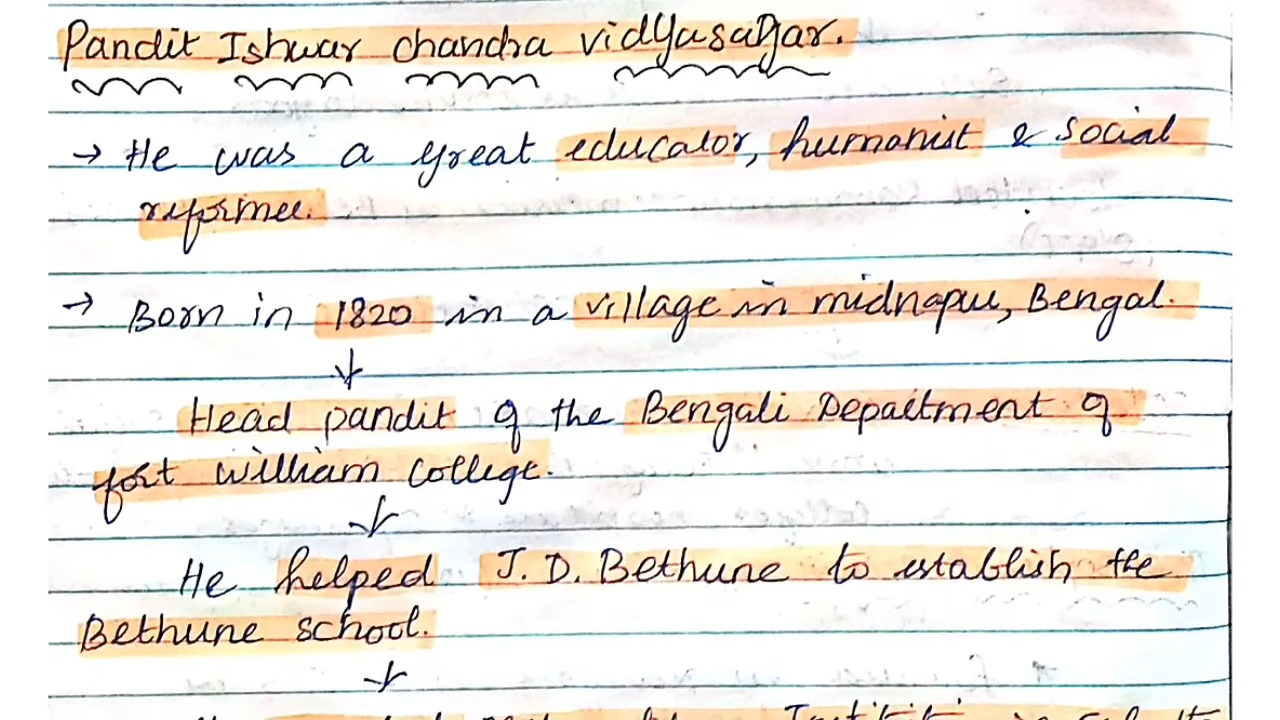 Pandit Ishwar chandra vidyasagar.
→ He was a great educator, humanist & social
reformer.
→ Born in 1820 in a village in midnapur, Bengal.
↓
Head pandit of the Bengali Department of
fort william College.
↓
He helped J. D. Bethune to establish the
Bethune school.
↓